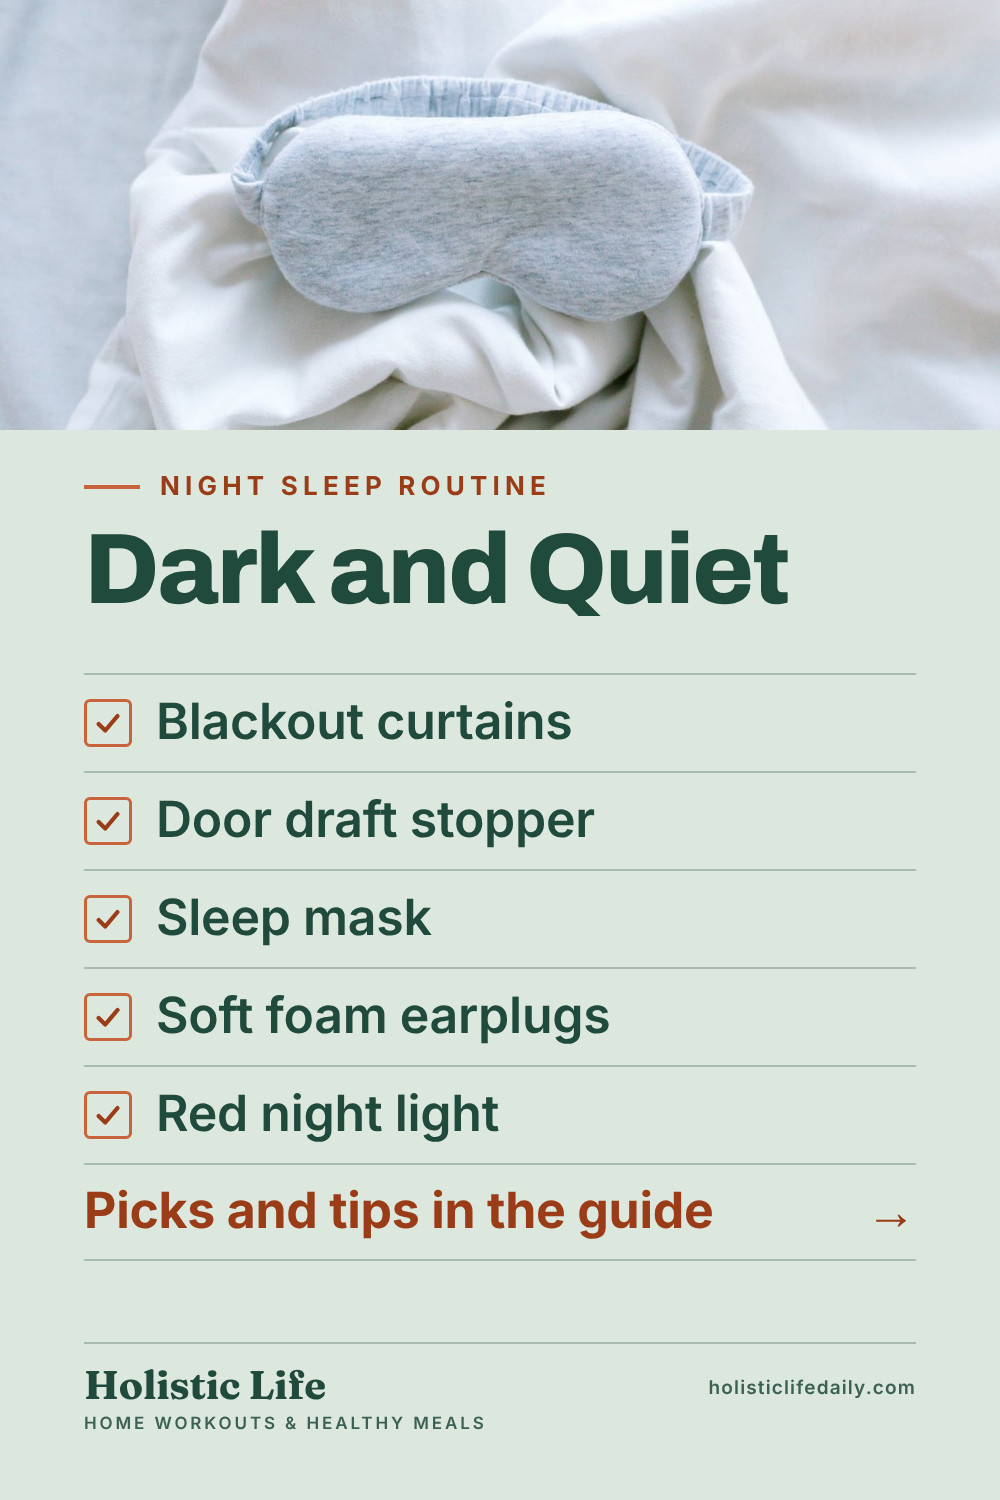 NIGHT SLEEP ROUTINE
Dark and Quiet
Blackout curtains
Door draft stopper
Sleep mask
Soft foam earplugs
Red night light
Picks and tips in the guide →
Holistic Life
holisticlifedaily.com
HOME WORKOUTS & HEALTHY MEALS